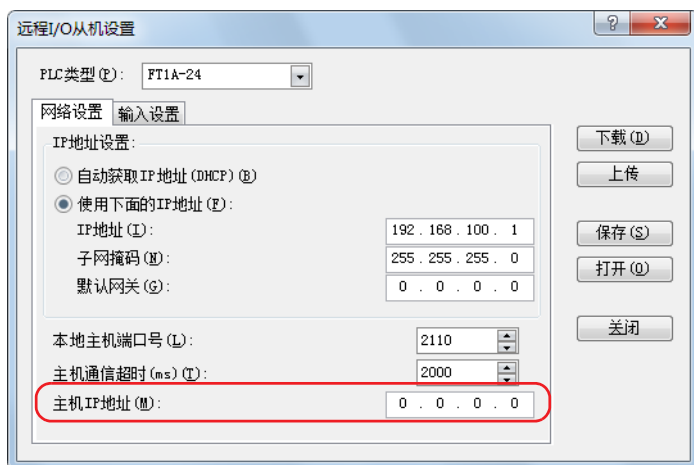 远程I/O从机设置
PLC类型(P): FT1A-24
网络设置 输入设置
IP地址设置:
自动获取IP地址(DHCP)(B)
使用下面的IP地址(F):
IP地址(I): 192 . 168 . 100 . 1
子网掩码(N): 255 . 255 . 255 . 0
默认网关(G): 0 . 0 . 0 . 0
本地主机端口号(L): 2110
主机通信超时(ms)(T): 2000
主机IP地址(M): 0 . 0 . 0 . 0
下载(D)
上传
保存(S)
打开(O)
关闭